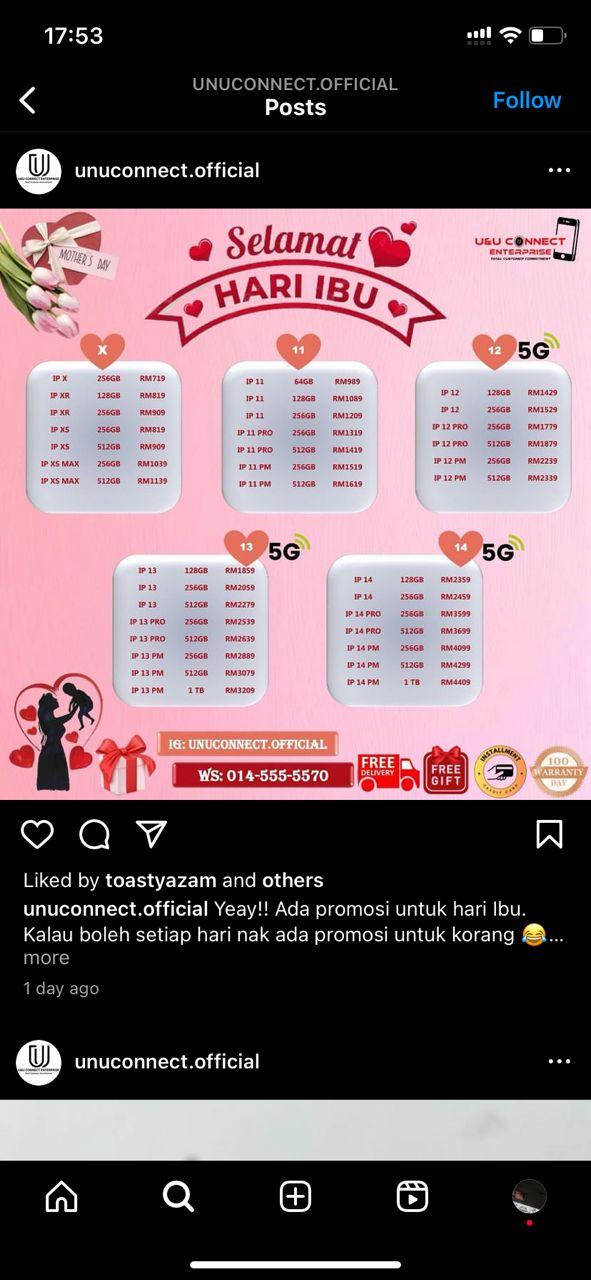 17:53
UNUCONNECT.OFFICIAL
Posts
Follow
unuconnect.official
MOTHER'S DAY
Selamat
HARI IBU
U&U CONNECT
ENTERPRISE
TOTAL CUSTOMER COMMITMENT
X
IP X 256GB RM719
IP XR 128GB RM819
IP XR 256GB RM909
IP XS 256GB RM819
IP XS 512GB RM909
IP XS MAX 256GB RM1039
IP XS MAX 512GB RM1139
11
IP 11 64GB RM989
IP 11 128GB RM1089
IP 11 256GB RM1209
IP 11 PRO 256GB RM1319
IP 11 PRO 512GB RM1419
IP 11 PM 256GB RM1519
IP 11 PM 512GB RM1619
12 5G
IP 12 128GB RM1429
IP 12 256GB RM1529
IP 12 PRO 256GB RM1779
IP 12 PRO 512GB RM1879
IP 12 PM 256GB RM2239
IP 12 PM 512GB RM2339
13 5G
IP 13 128GB RM1859
IP 13 256GB RM2059
IP 13 512GB RM2279
IP 13 PRO 256GB RM2539
IP 13 PRO 512GB RM2639
IP 13 PM 256GB RM2889
IP 13 PM 512GB RM3079
IP 13 PM 1 TB RM3209
14 5G
IP 14 128GB RM2359
IP 14 256GB RM2459
IP 14 PRO 256GB RM3599
IP 14 PRO 512GB RM3699
IP 14 PM 256GB RM4099
IP 14 PM 512GB RM4299
IP 14 PM 1 TB RM4409
IG: UNUCONNECT.OFFICIAL
WS: 014-555-5570
FREE
DELIVERY
FREE
GIFT
INSTALLMENT
CREDIT CARD
100
WARRANTY
DAY
Liked by toastyazam and others
unuconnect.official Yeay!! Ada promosi untuk hari Ibu.
Kalau boleh setiap hari nak ada promosi untuk korang 😂...
more
1 day ago
unuconnect.official